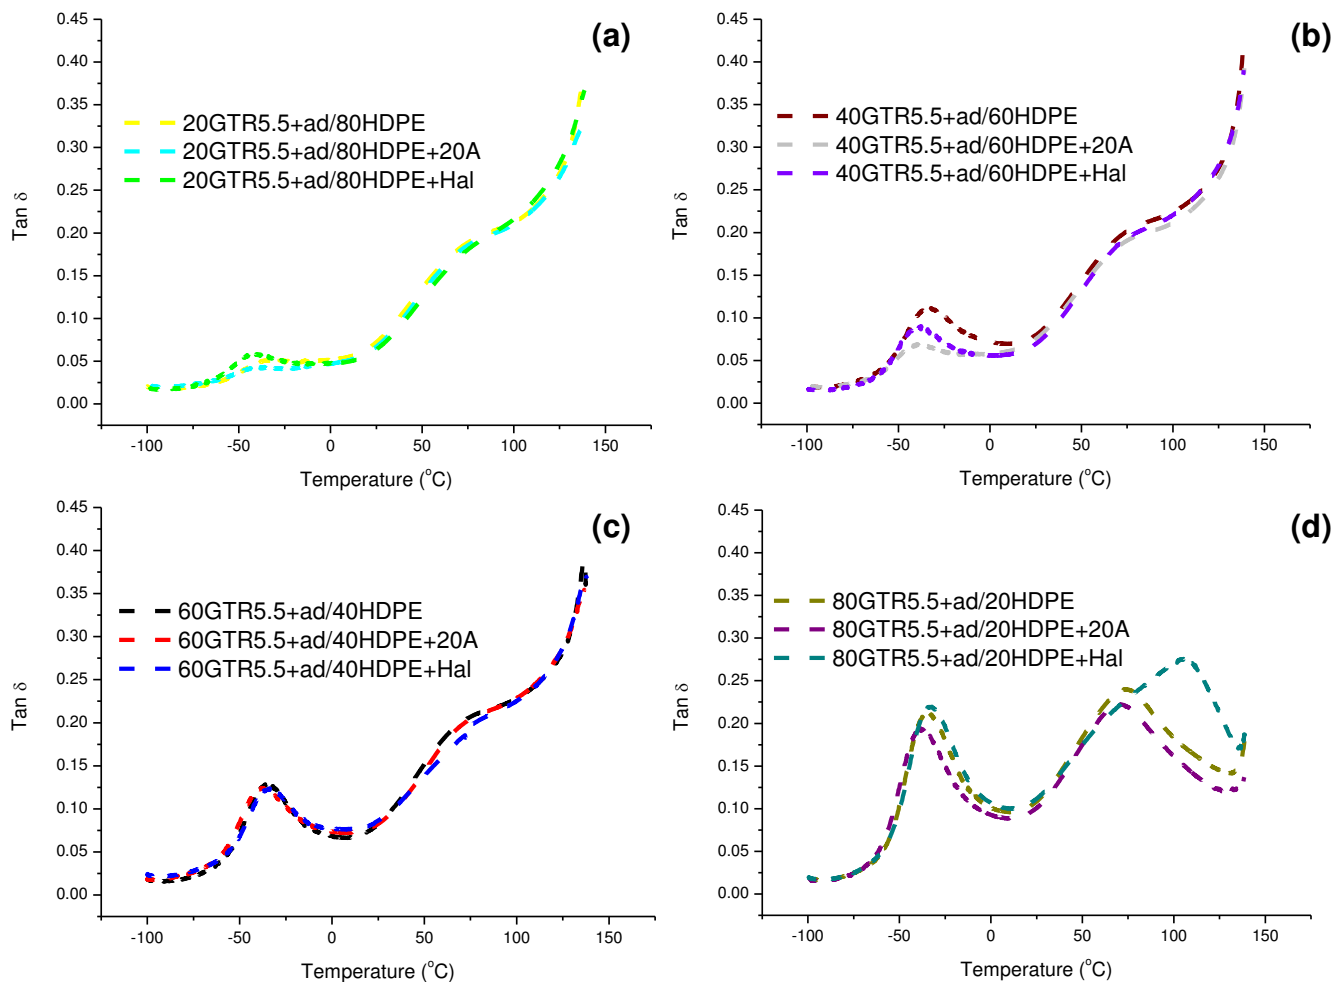 (a)
0.45
0.40
0.35
0.30
0.25
0.20
0.15
0.10
0.05
0.00
Tan δ
20GTR5.5+ad/80HDPE
20GTR5.5+ad/80HDPE+20A
20GTR5.5+ad/80HDPE+Hal
-100 -50 0 50 100 150
Temperature (°C)
(b)
0.45
0.40
0.35
0.30
0.25
0.20
0.15
0.10
0.05
0.00
Tan δ
40GTR5.5+ad/60HDPE
40GTR5.5+ad/60HDPE+20A
40GTR5.5+ad/60HDPE+Hal
-100 -50 0 50 100 150
Temperature (°C)
(c)
0.45
0.40
0.35
0.30
0.25
0.20
0.15
0.10
0.05
0.00
Tan δ
60GTR5.5+ad/40HDPE
60GTR5.5+ad/40HDPE+20A
60GTR5.5+ad/40HDPE+Hal
-100 -50 0 50 100 150
Temperature (°C)
(d)
0.45
0.40
0.35
0.30
0.25
0.20
0.15
0.10
0.05
0.00
Tan δ
80GTR5.5+ad/20HDPE
80GTR5.5+ad/20HDPE+20A
80GTR5.5+ad/20HDPE+Hal
-100 -50 0 50 100 150
Temperature (°C)